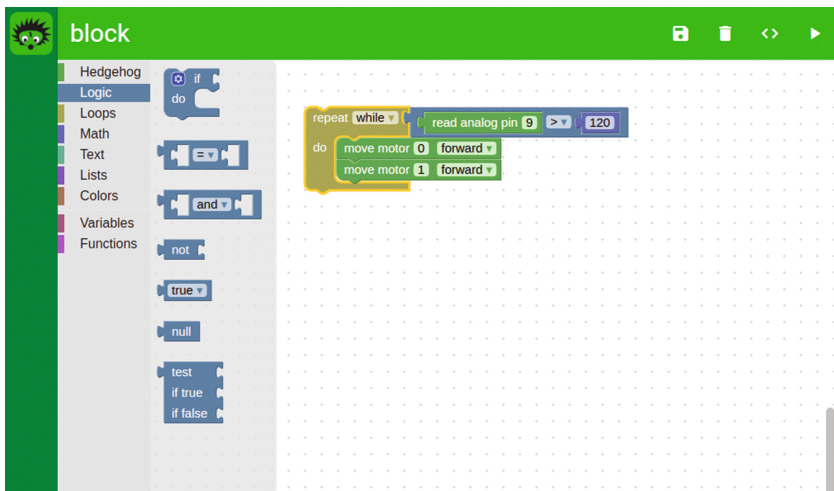 block
Hedgehog
Logic
Loops
Math
Text
Lists
Colors
Variables
Functions
if
do
= ▾
and ▾
not
true ▾
null
test
if true
if false
repeat while ▾ read analog pin 9 > ▾ 120
do move motor 0 forward ▾
move motor 1 forward ▾